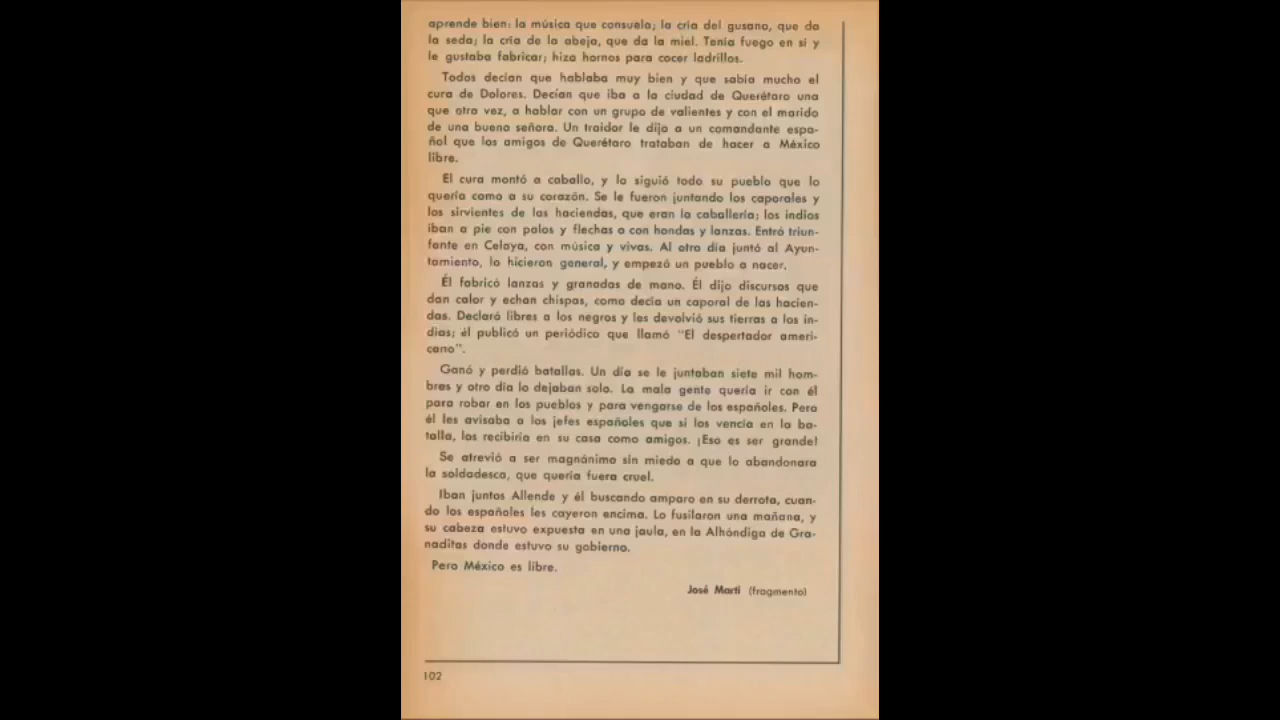 aprende bien: la música que consuela; la cría del gusano, que da
la seda; la cría de la abeja, que da la miel. Tenía fuego en sí y
le gustaba fabricar; hizo hornos para cocer ladrillos.
Todos decían que hablaba muy bien y que sabía mucho el
cura de Dolores. Decían que iba a la ciudad de Querétaro una
que otra vez, a hablar con un grupo de valientes y con el marido
de una buena señora. Un traidor le dijo a un comandante espa-
ñol que los amigos de Querétaro trataban de hacer a México
libre.
El cura montó a caballo, y lo siguió todo su pueblo que lo
quería como a su corazón. Se le fueron juntando los caporales y
los sirvientes de las haciendas, que eran la caballería; los indios
iban a pie con palos y flechas o con hondas y lanzas. Entró triun-
fante en Celaya, con música y vivas. Al otro día juntó al Ayun-
tamiento, lo hicieron general, y empezó un pueblo a nacer.
Él fabricó lanzas y granadas de mano. Él dijo discursos que
dan calor y echan chispas, como decía un caporal de las hacien-
das. Declaró libres a los negros y les devolvió sus tierras a los in-
dios; él publicó un periódico que llamó "El despertador ameri-
cano".
Ganó y perdió batallas. Un día se le juntaban siete mil hom-
bres y otro día lo dejaban solo. La mala gente quería ir con él
para robar en los pueblos y para vengarse de los españoles. Pero
él les avisaba a los jefes españoles que si los vencía en la ba-
talla, los recibiría en su casa como amigos. ¡Eso es ser grande!
Se atrevió a ser magnánimo sin miedo a que lo abandonara
la soldadesca, que quería fuera cruel.
Iban juntos Allende y él buscando amparo en su derrota, cuan-
do los españoles les cayeron encima. Lo fusilaron una mañana, y
su cabeza estuvo expuesta en una jaula, en la Alhóndiga de Gra-
naditas donde estuvo su gobierno.
Pero México es libre.
José Martí (fragmento)
102